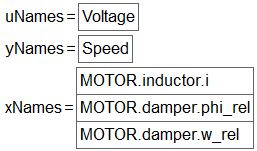 uNames = Voltage
yNames = Speed
MOTOR.inductor.i
xNames = MOTOR.damper.phi_rel
MOTOR.damper.w_rel